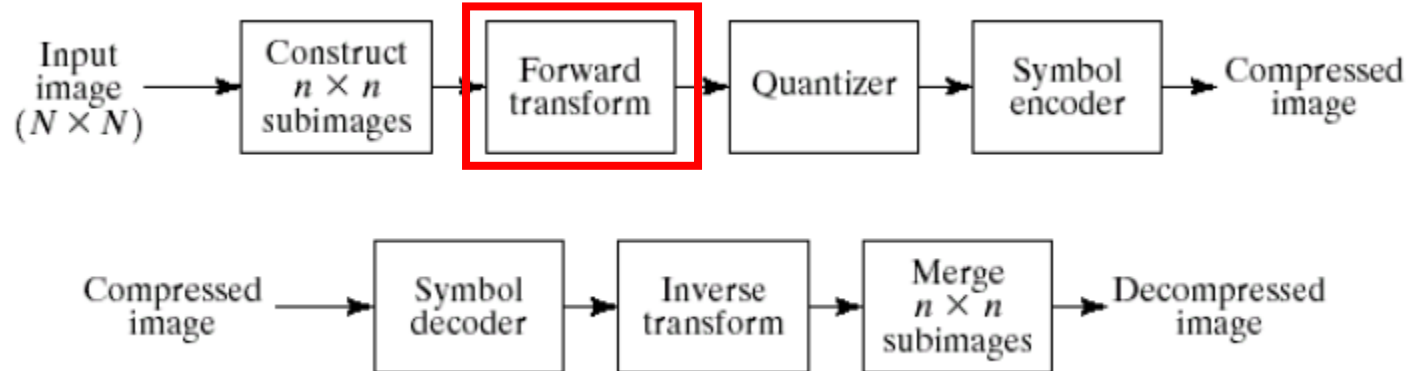 Input
image
(N × N)
Construct
n × n
subimages
Forward
transform
Quantizer
Symbol
encoder
Compressed
image
Compressed
image
Symbol
decoder
Inverse
transform
Merge
n × n
subimages
Decompressed
image